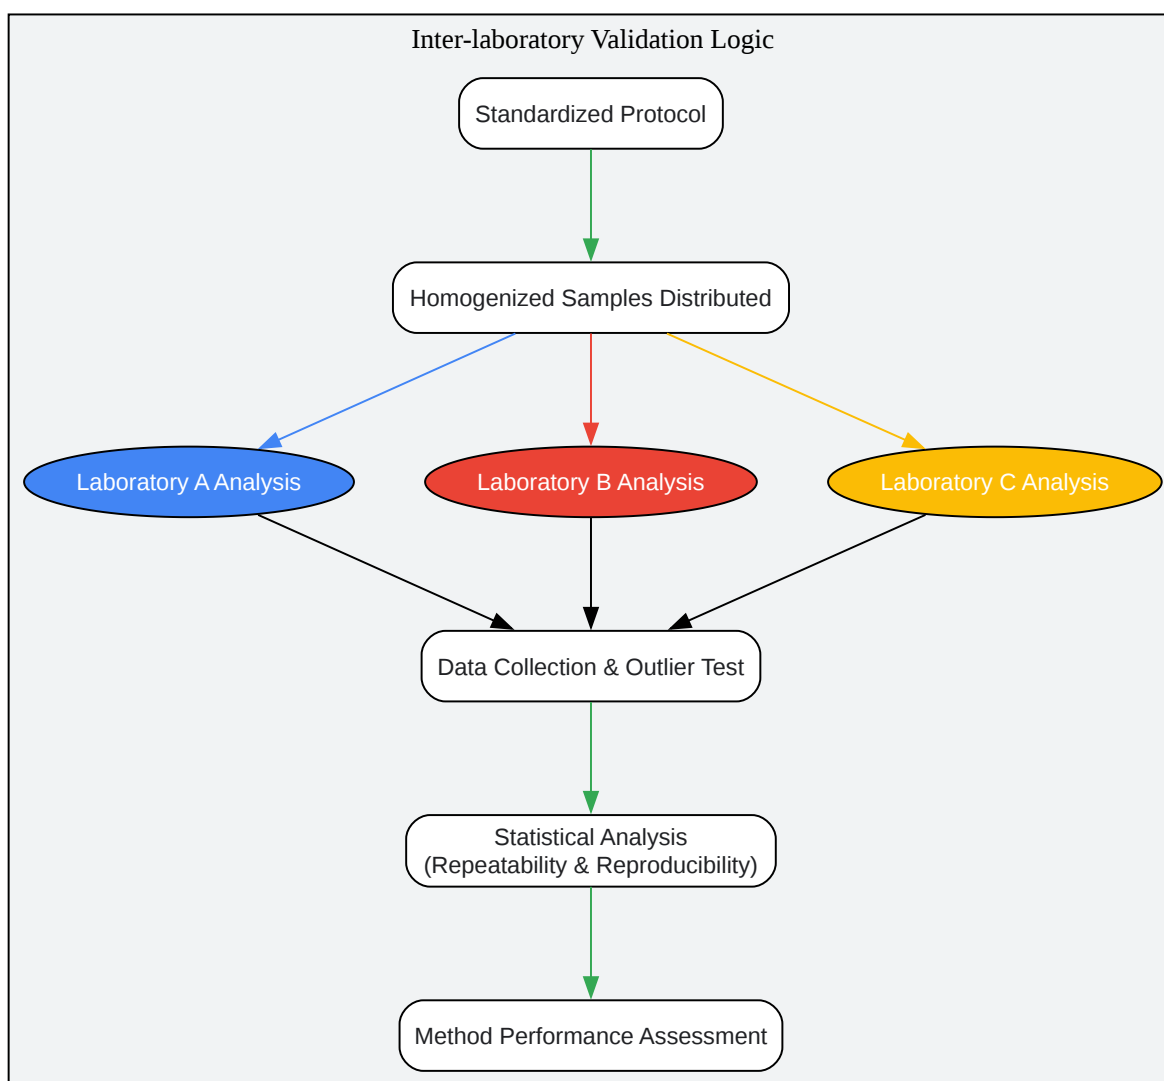 Inter-laboratory Validation Logic
Standardized Protocol
Homogenized Samples Distributed
Laboratory A Analysis
Laboratory B Analysis
Laboratory C Analysis
Data Collection & Outlier Test
Statistical Analysis
(Repeatability & Reproducibility)
Method Performance Assessment